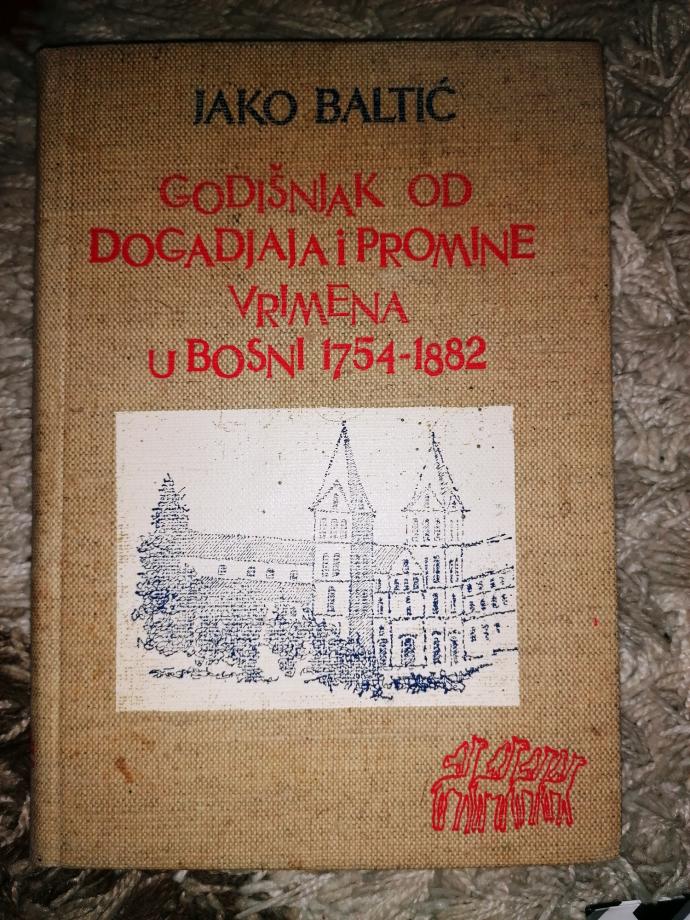 JAKO BALTIĆ
GODIŠNJAK OD
DOGADJAJA i PROMINE
VRIMENA
U BOSNI 1754-1882